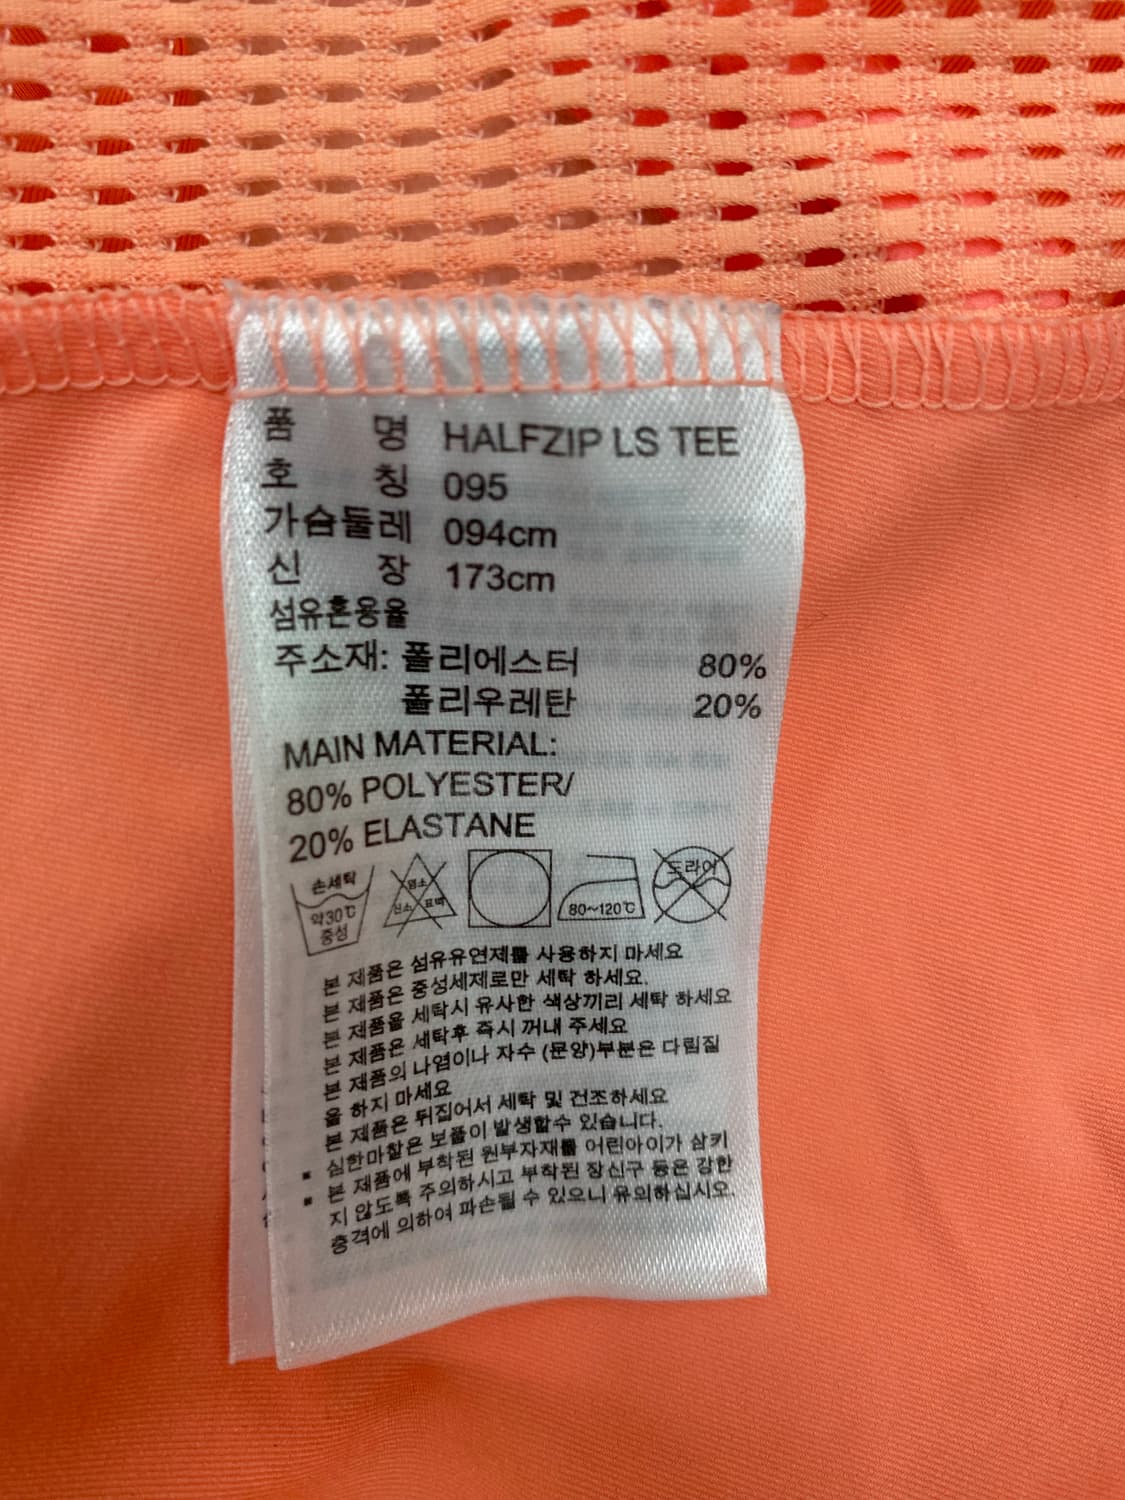 품 명 HALFZIP LS TEE
호 칭 095
가슴둘레 094cm
신 장 173cm
섬유혼용율
주소재: 폴리에스터 80%
폴리우레탄 20%
MAIN MATERIAL:
80% POLYESTER/
20% ELASTANE
손세탁
약30℃
중성
염소
산소 표백
80~120℃
드라이
본 제품은 섬유유연제를 사용하지 마세요
본 제품은 중성세제로만 세탁 하세요.
본 제품을 세탁시 유사한 색상끼리 세탁 하세요
본 제품은 세탁후 즉시 꺼내 주세요
본 제품의 나염이나 자수 (문양)부분은 다림질
을 하지 마세요
본 제품은 뒤집어서 세탁 및 건조하세요
▪ 심한마찰은 보풀이 발생할수 있습니다.
▪ 본 제품에 부착된 원부자재를 어린아이가 삼키
지 않도록 주의하시고 부착된 장신구 등은 강한
충격에 의하여 파손될 수 있으니 유의하십시오.